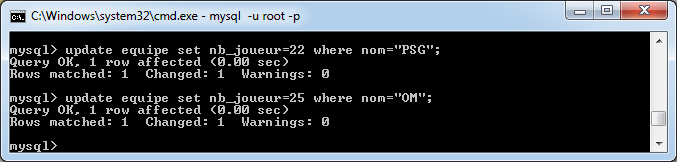 C:\Windows\system32\cmd.exe - mysql  -u root -p
mysql> update equipe set nb_joueur=22 where nom="PSG";
Query OK, 1 row affected (0.00 sec)
Rows matched: 1  Changed: 1  Warnings: 0
mysql> update equipe set nb_joueur=25 where nom="OM";
Query OK, 1 row affected (0.00 sec)
Rows matched: 1  Changed: 1  Warnings: 0
mysql>